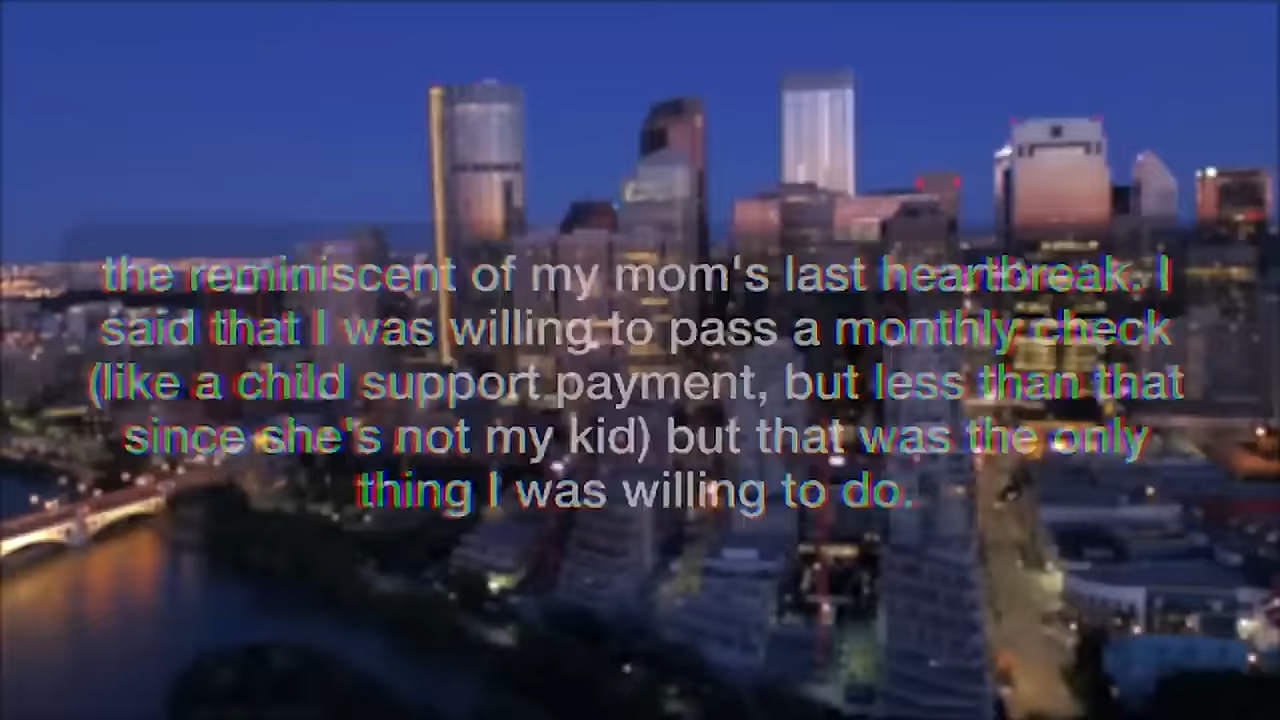 the reminiscent of my mom's last heartbreak. I
said that I was willing to pass a monthly check
(like a child support payment, but less than that
since she's not my kid) but that was the only
thing I was willing to do.